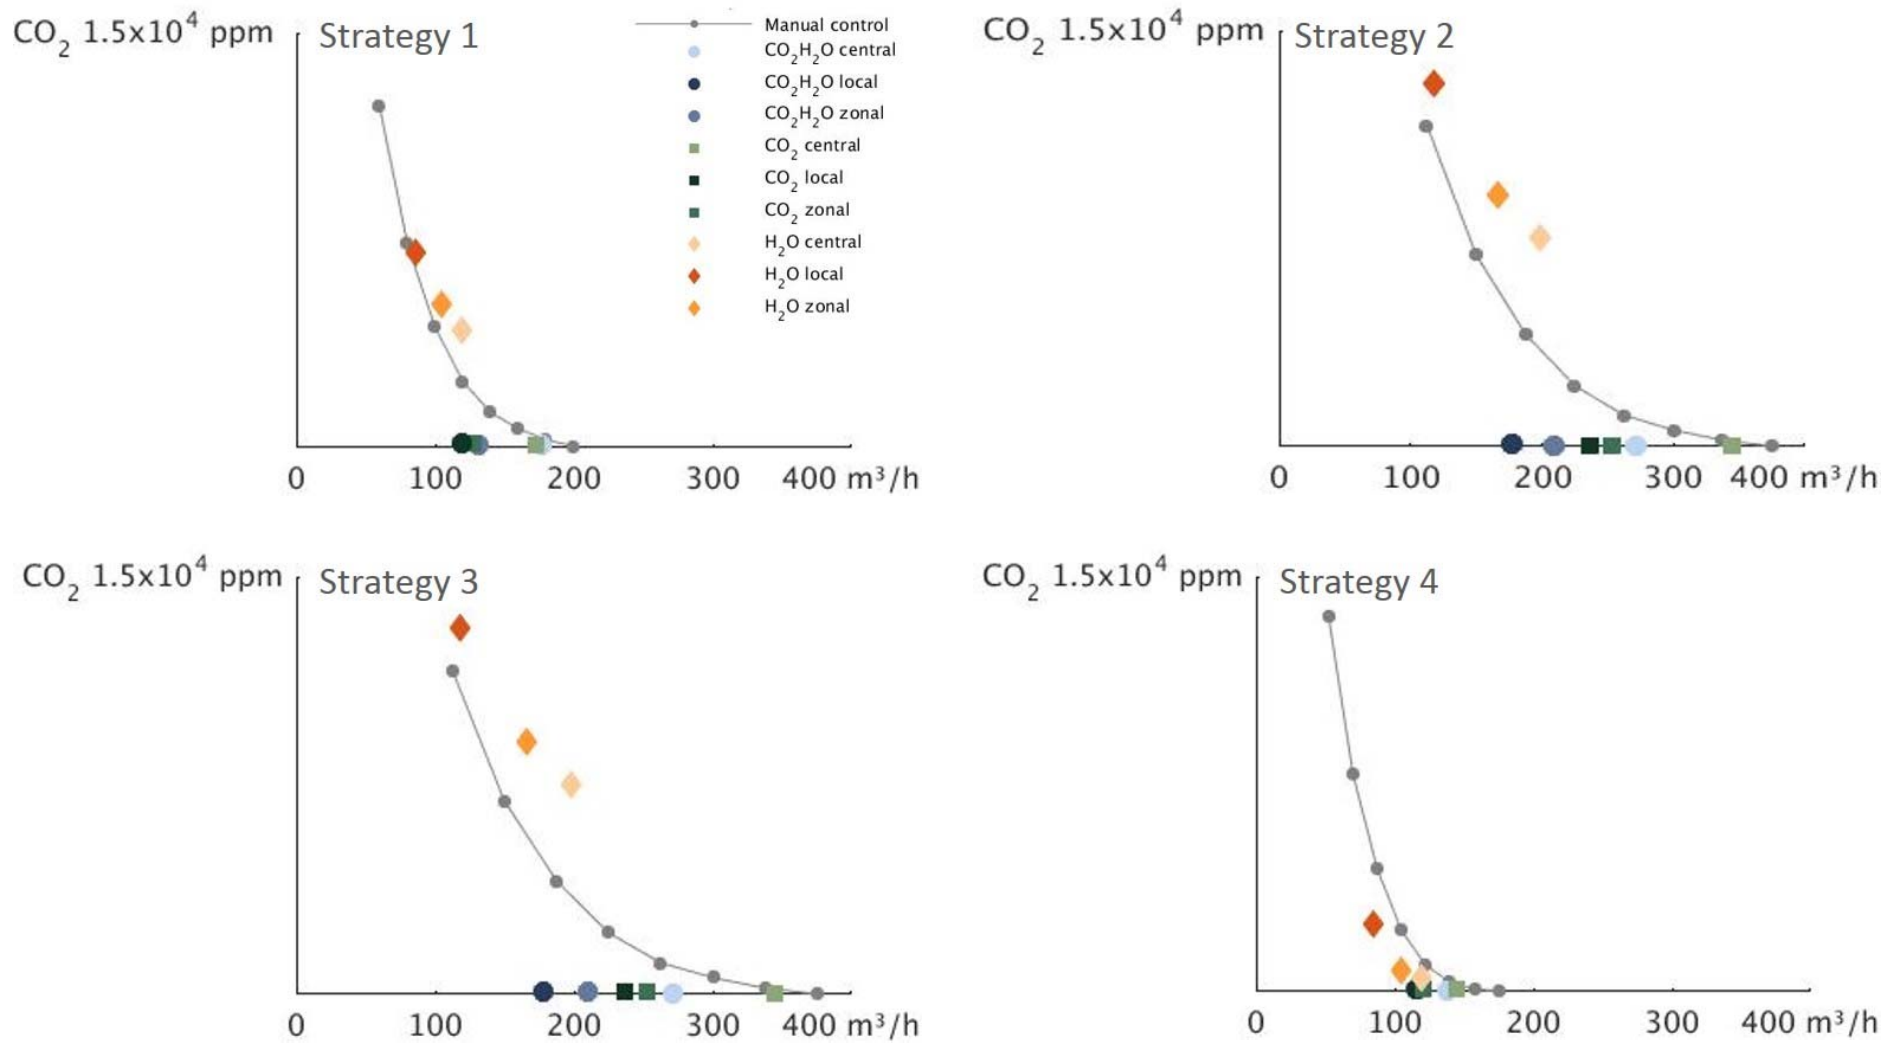 CO2 1.5x10^4 ppm
Strategy 1
Manual control
CO2H2O central
CO2H2O local
CO2H2O zonal
CO2 central
CO2 local
CO2 zonal
H2O central
H2O local
H2O zonal
0 100 200 300 400 m³/h
CO2 1.5x10^4 ppm
Strategy 2
0 100 200 300 400 m³/h
CO2 1.5x10^4 ppm
Strategy 3
0 100 200 300 400 m³/h
CO2 1.5x10^4 ppm
Strategy 4
0 100 200 300 400 m³/h